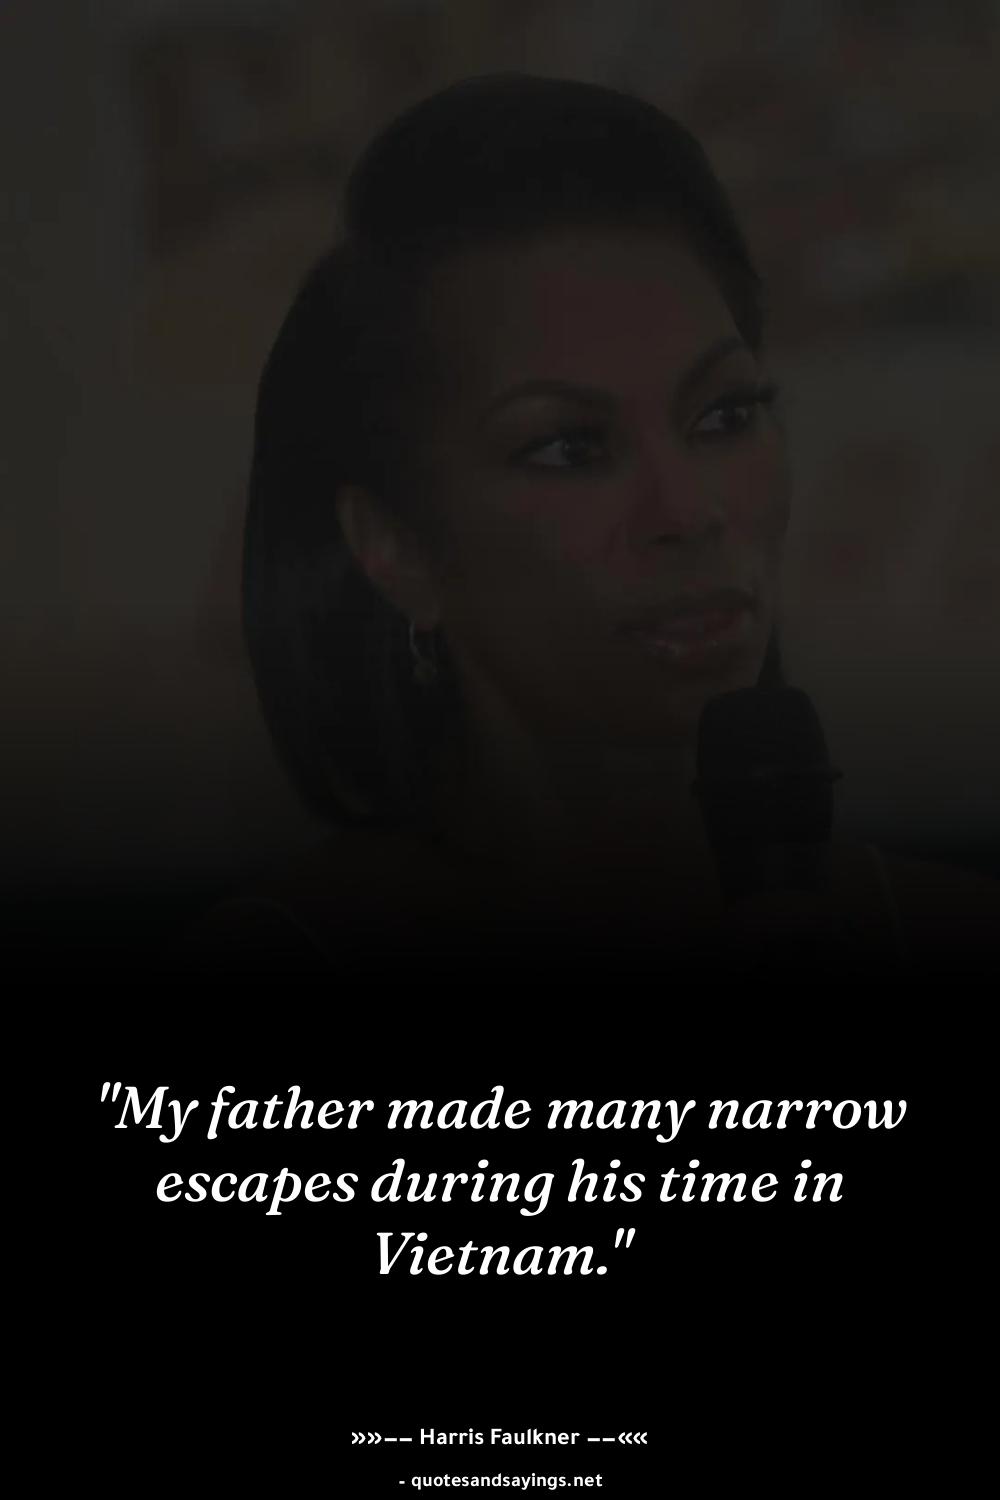 "My father made many narrow
escapes during his time in
Vietnam."
»»–– Harris Faulkner ––««
- quotesandsayings.net